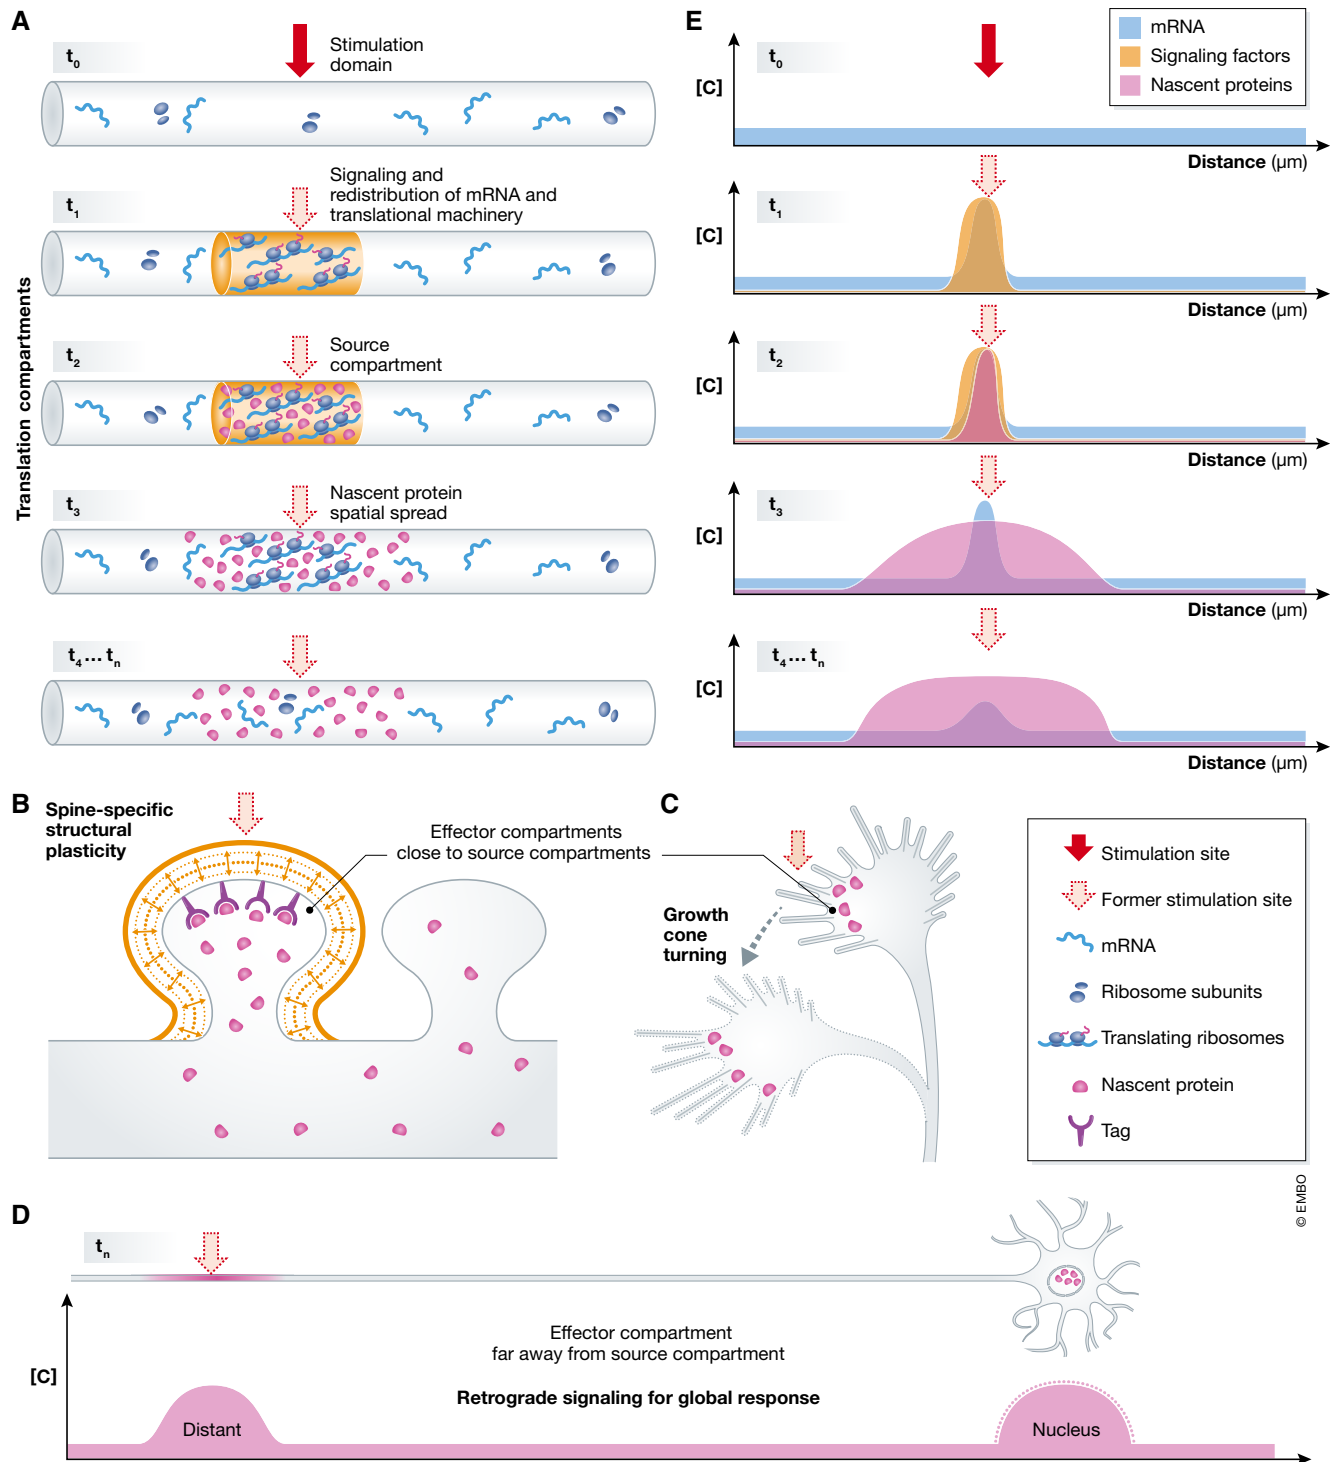 A
t0
Stimulation
domain
t1
Signaling and
redistribution of mRNA and
translational machinery
t2
Source
compartment
t3
Nascent protein
spatial spread
t4... tn
Translation compartments
E
mRNA
Signaling factors
Nascent proteins
t0
[C]
Distance (µm)
t1
[C]
Distance (µm)
t2
[C]
Distance (µm)
t3
[C]
Distance (µm)
t4... tn
[C]
Distance (µm)
B
Spine-specific
structural
plasticity
Effector compartments
close to source compartments
C
Growth
cone
turning
Stimulation site
Former stimulation site
mRNA
Ribosome subunits
Translating ribosomes
Nascent protein
Tag
© EMBO
D
tn
Effector compartment
far away from source compartment
[C]
Retrograde signaling for global response
Distant
Nucleus